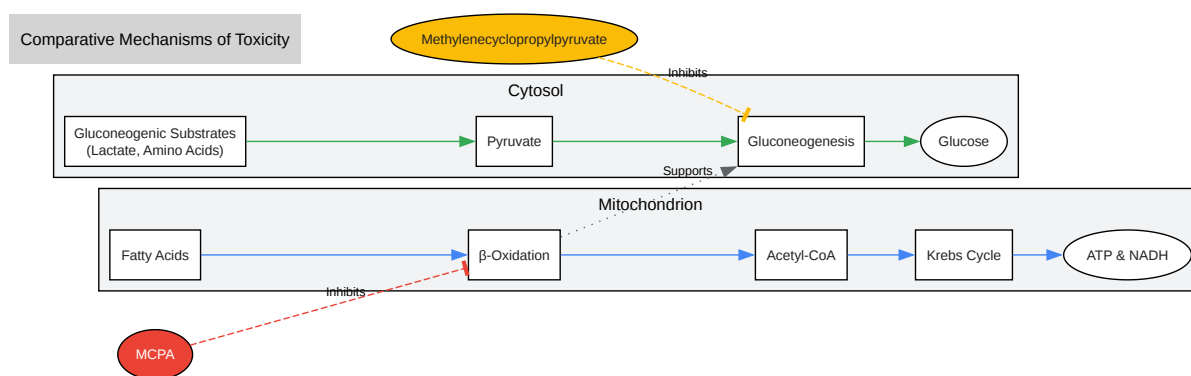 Comparative Mechanisms of Toxicity
Methylenecyclopropylpyruvate
Inhibits
Cytosol
Gluconeogenic Substrates
(Lactate, Amino Acids)
Pyruvate
Gluconeogenesis
Glucose
Supports
Mitochondrion
Fatty Acids
β-Oxidation
Acetyl-CoA
Krebs Cycle
ATP & NADH
Inhibits
MCPA